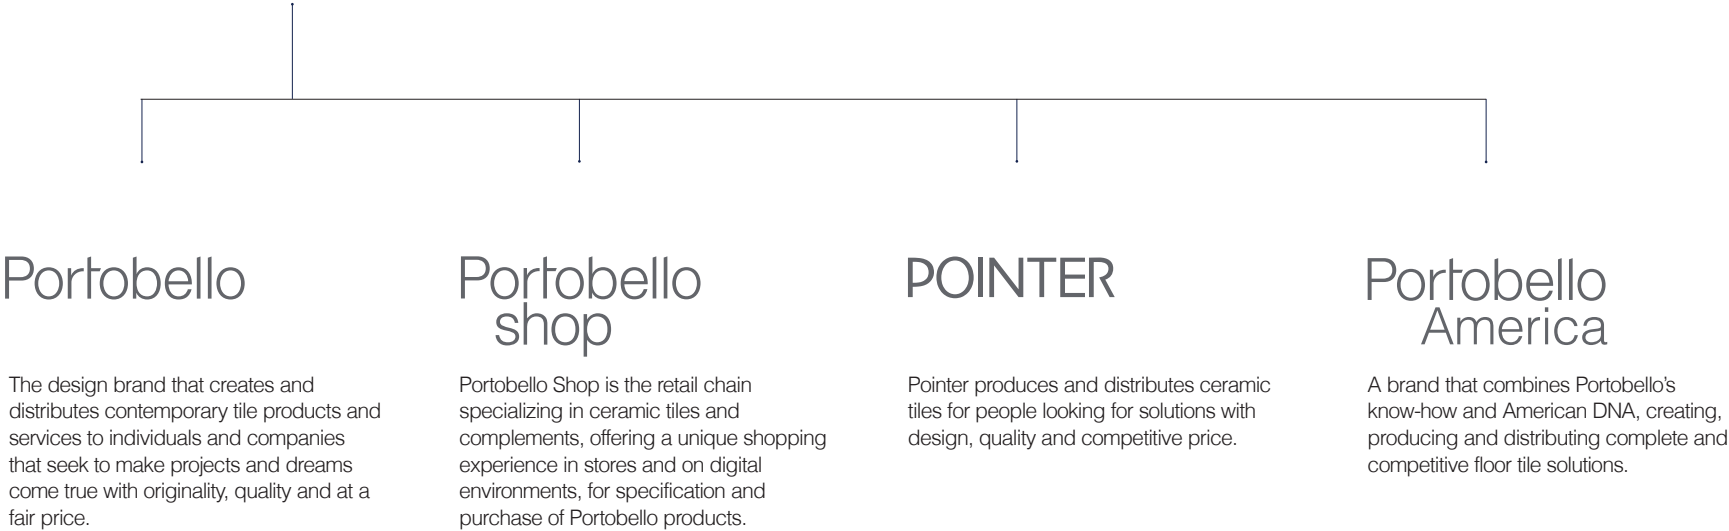 Portobello
The design brand that creates and
distributes contemporary tile products and
services to individuals and companies
that seek to make projects and dreams
come true with originality, quality and at a
fair price.
Portobello
shop
Portobello Shop is the retail chain
specializing in ceramic tiles and
complements, offering a unique shopping
experience in stores and on digital
environments, for specification and
purchase of Portobello products.
POINTER
Pointer produces and distributes ceramic
tiles for people looking for solutions with
design, quality and competitive price.
Portobello
America
A brand that combines Portobello’s
know-how and American DNA, creating,
producing and distributing complete and
competitive floor tile solutions.